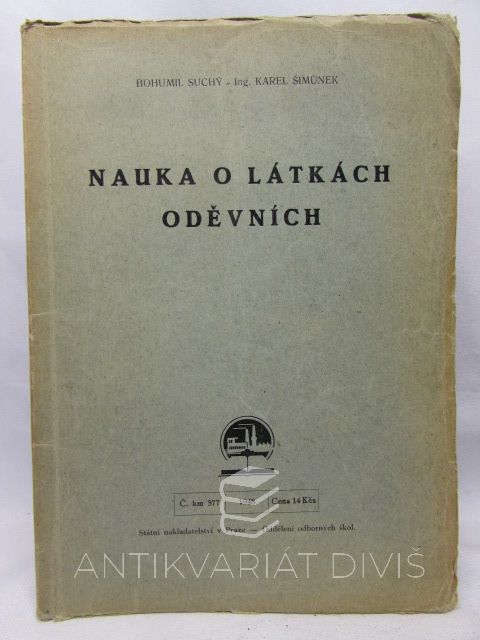 BOHUMIL SUCHÝ - Ing. KAREL ŠIMŮNEK
NAUKA O LÁTKÁCH
ODĚVNÍCH
Č. km 377 Cena 14 Kčs
Státní nakladatelství v Praze — Oddělení odborných škol.
ANTIKVARIÁT DIVIŠ